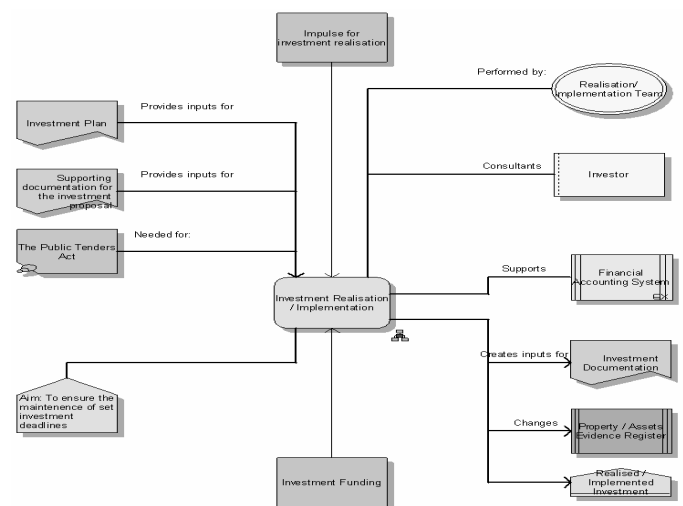 Impulse for
investment realisation
Performed by:
Realisation/
Implementation Team
Provides inputs for
Investment Plan
Consultants
Investor
Provides inputs for
Supporting
documentation for
the investment
proposal
Needed for:
The Public Tenders
Act
Supports
Financial
Accounting System
EX
Investment Realisation
/ Implementation
Creates inputs for
Investment
Documentation
Aim: To ensure the
maintenence of set
investment
deadlines
Changes
Property / Assets
Evidence Register
Realised /
Implemented
Investment
Investment Funding